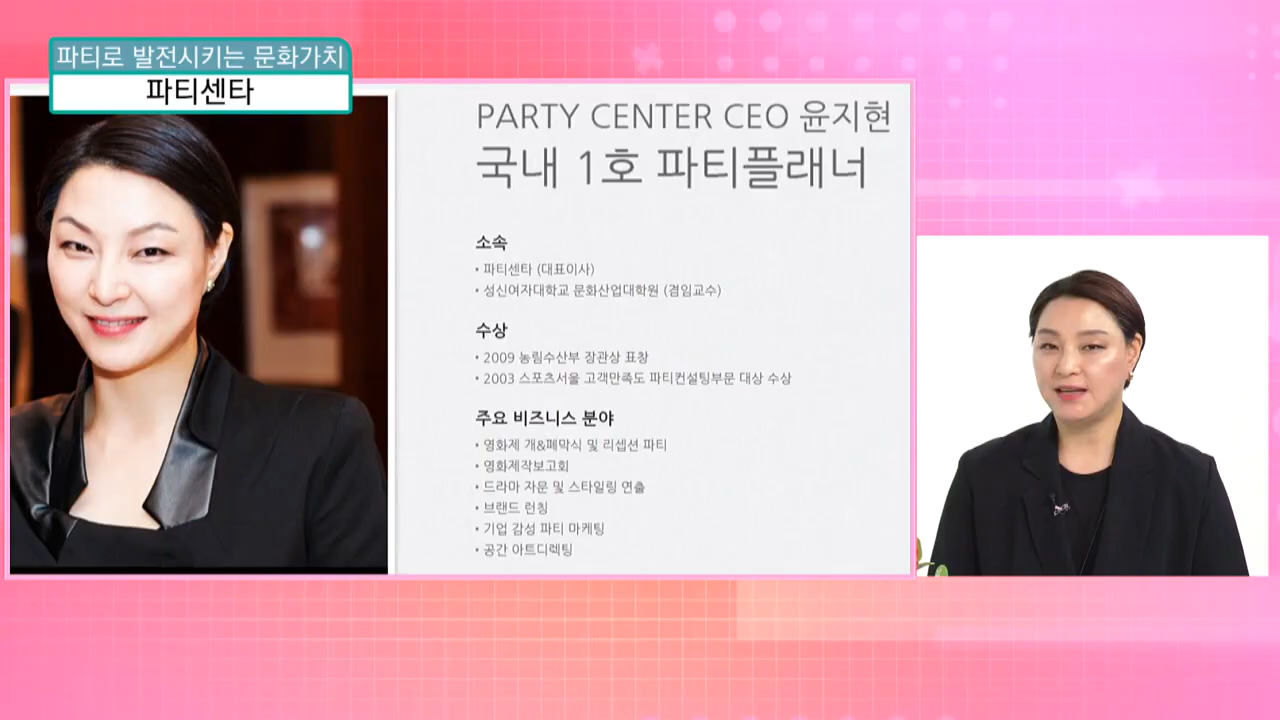 파티로 발전시키는 문화가치
파티센타
PARTY CENTER CEO 윤지현
국내 1호 파티플래너
소속
• 파티센타 (대표이사)
• 성신여자대학교 문화산업대학원 (겸임교수)
수상
• 2009 농림수산부 장관상 표창
• 2003 스포츠서울 고객만족도 파티컨설팅부문 대상 수상
주요 비즈니스 분야
• 영화제 개&폐막식 및 리셉션 파티
• 영화제작보고회
• 드라마 자문 및 스타일링 연출
• 브랜드 런칭
• 기업 감성 파티 마케팅
• 공간 아트디렉팅